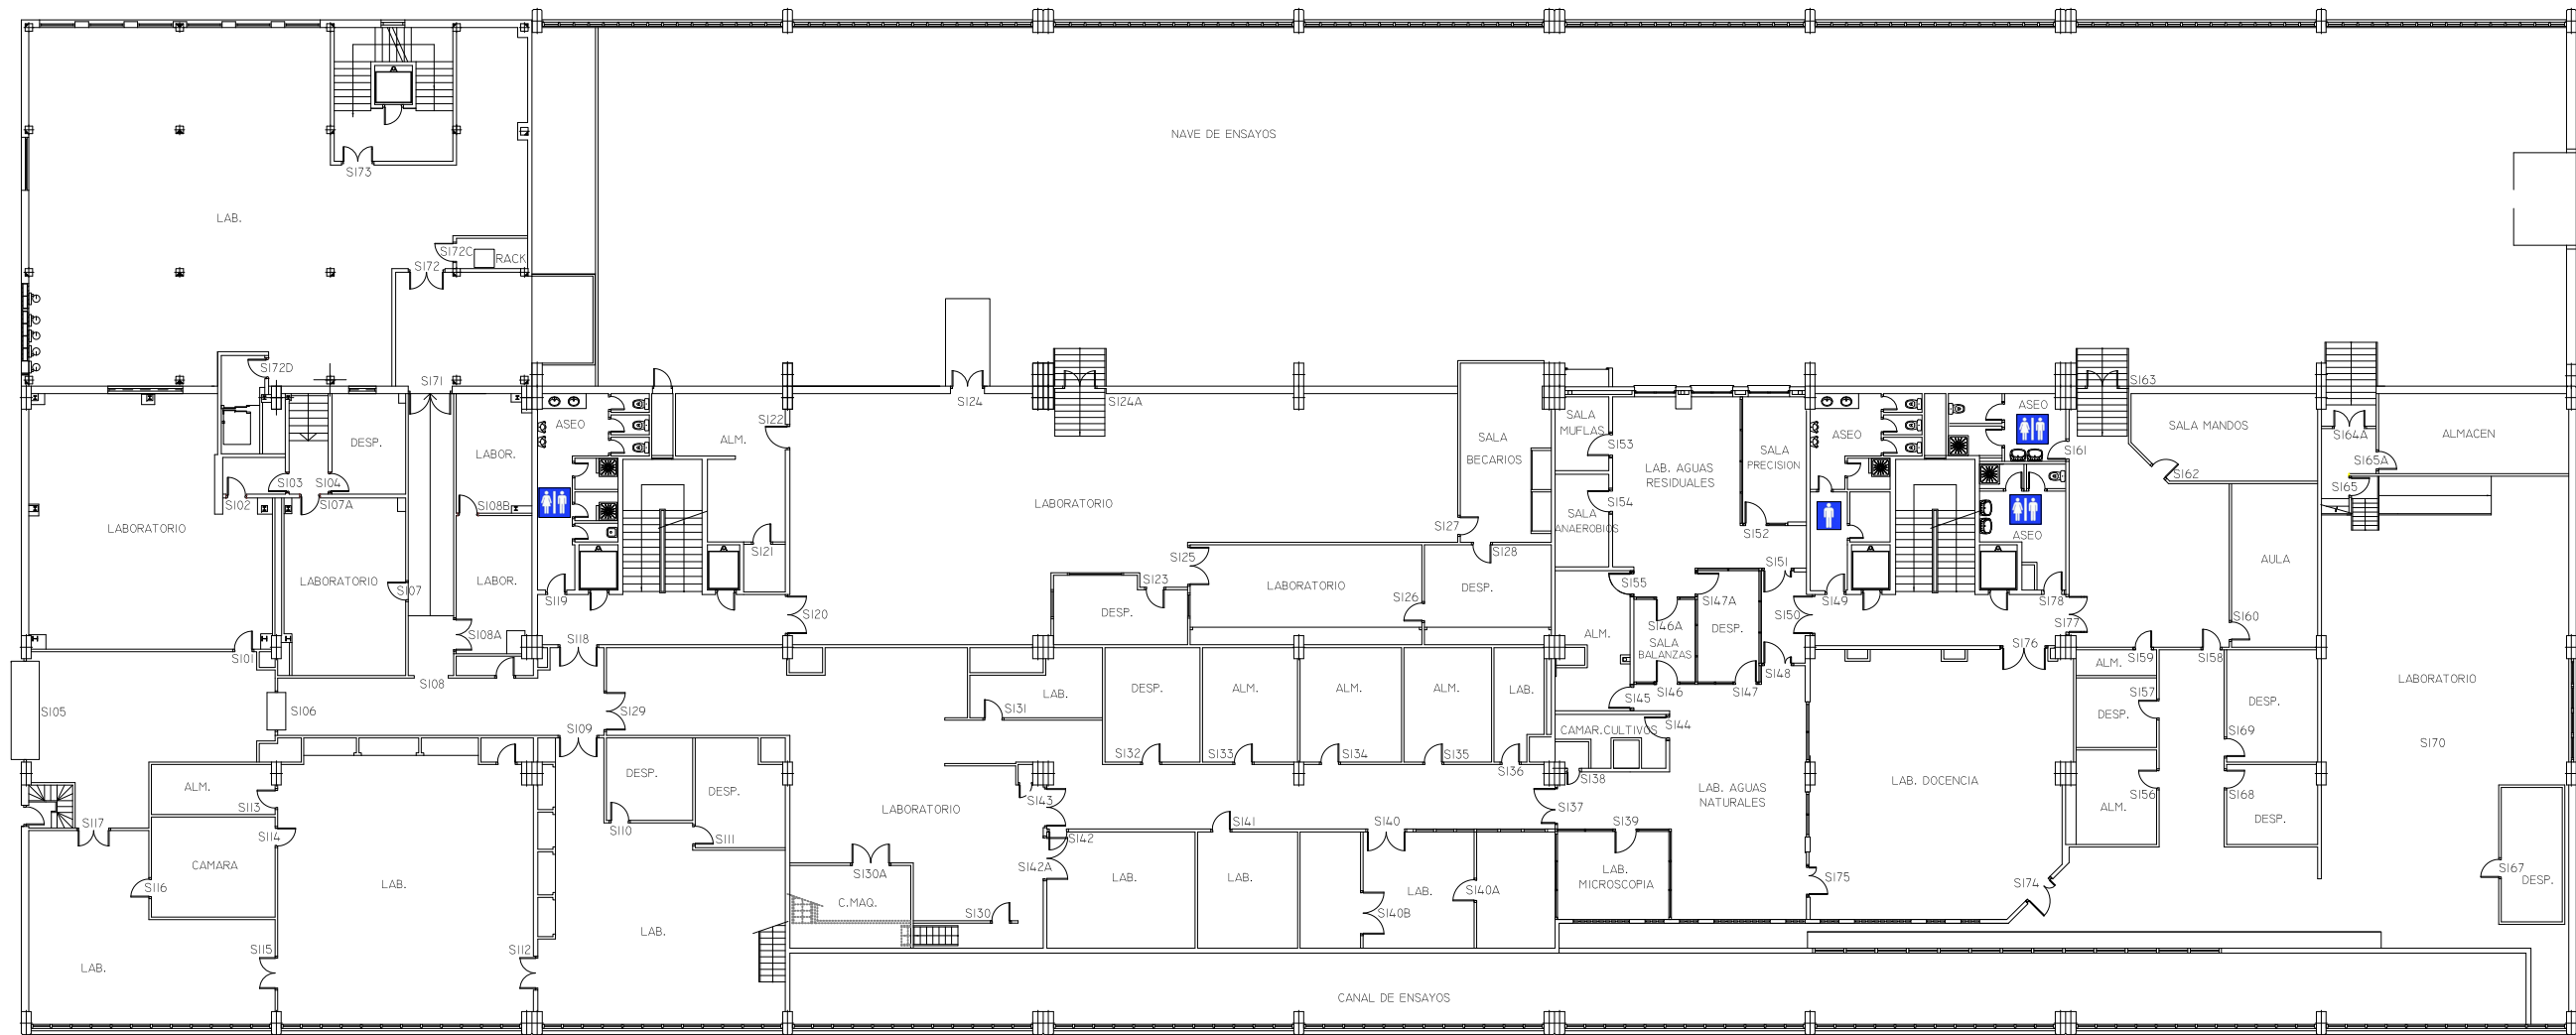 NAVE DE ENSAYOS
S173
LAB.
S172C
RACK
S172
S172D
S171
S124
S124A
S163
DESP.
S103
S104
S102
S107A
LABORATORIO
LABORATORIO
S107
S101
LABOR.
S108B
LABOR.
S108A
S108
ASEO
S119
S118
ALM.
S122
S121
S120
LABORATORIO
S123
DESP.
S125
LABORATORIO
S126
DESP.
SALA
BECARIOS
S127
S128
SALA
MUFLAS
S153
S154
SALA
ANAEROBIOS
LAB. AGUAS
RESIDUALES
SALA
PRECISION
S152
S151
S155
S146A
S147A
SALA
BALANZAS
DESP.
ALM.
S145
S146
S147
S148
S150
ASEO
S149
ASEO
S161
ASEO
S178
S177
S176
SALA MANDOS
S162
AULA
S160
S159
S158
S164A
S165A
S165
ALMACEN
S105
S106
S109
S129
LAB.
S131
DESP.
ALM.
ALM.
ALM.
LAB.
S132
S133
S134
S135
S136
CAMAR.CULTIVOS
S144
S138
LAB. AGUAS
NATURALES
S137
S139
LAB.
MICROSCOPIA
LAB. DOCENCIA
S175
S174
ALM.
S157
DESP.
S156
ALM.
DESP.
S169
S168
DESP.
LABORATORIO
S170
S167
DESP.
ALM.
S113
S114
S117
CAMARA
S116
S115
LAB.
LAB.
S112
DESP.
S110
DESP.
S111
LAB.
LABORATORIO
S130A
C.MAQ.
S130
S143
S142
S142A
LAB.
S141
LAB.
S140
LAB.
S140A
S140B
CANAL DE ENSAYOS